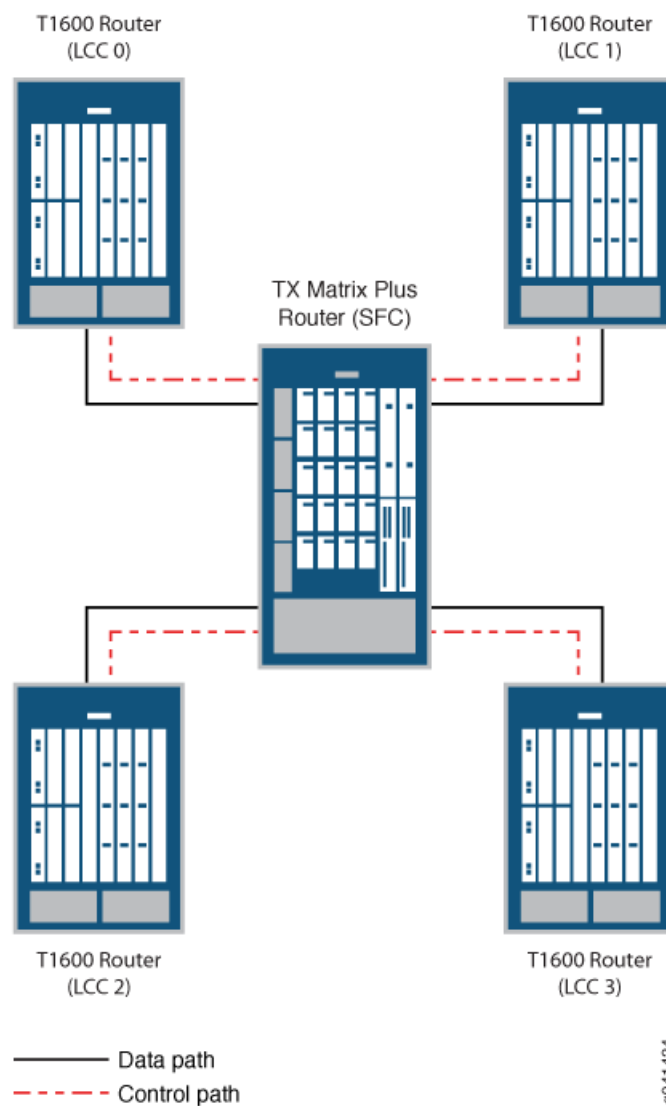 T1600 Router
(LCC 0)
T1600 Router
(LCC 1)
TX Matrix Plus
Router (SFC)
T1600 Router
(LCC 2)
T1600 Router
(LCC 3)
Data path
Control path